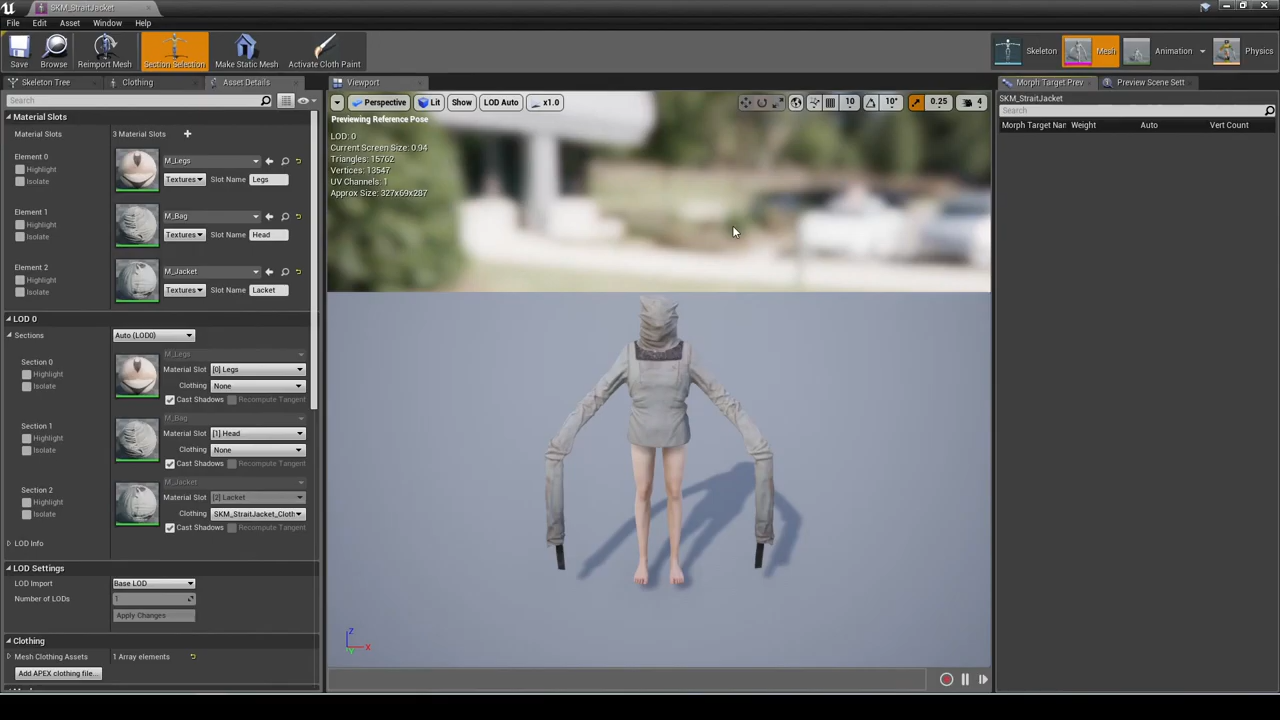 SKM_StraitJacket
File Edit Asset Window Help
Save Browse Reimport Mesh Section Selection Make Static Mesh Activate Cloth Paint Skeleton Mesh Animation Physics
Skeleton Tree Clothing Asset Details Viewport Morph Target Prev Preview Scene Sett
Search
Material Slots
Material Slots 3 Material Slots
Element 0 M_Legs
Highlight
Isolate Textures Slot Name Legs
Element 1 M_Bag
Highlight
Isolate Textures Slot Name Head
Element 2 M_Jacket
Highlight
Isolate Textures Slot Name Lacket
LOD 0
Sections Auto (LOD0)
Section 0 M_Legs
Highlight Material Slot [0] Legs
Isolate Clothing None
Cast Shadows Recompute Tangent
Section 1 M_Bag
Highlight Material Slot [1] Head
Isolate Clothing None
Cast Shadows Recompute Tangent
Section 2 M_Jacket
Highlight Material Slot [2] Lacket
Isolate Clothing SKM_StraitJacket_Cloth
Cast Shadows Recompute Tangent
LOD Info
LOD Settings
LOD Import Base LOD
Number of LODs 1
Apply Changes
Clothing
Mesh Clothing Assets 1 Array elements
Add APEX clothing file...
Perspective Lit Show LOD Auto x1.0 10 10° 0.25 4
Previewing Reference Pose
LOD: 0
Current Screen Size: 0.94
Triangles: 15762
Vertices: 13547
UV Channels: 1
Approx Size: 327x69x287
Z
X
SKM_StraitJacket
Search
Morph Target Nar Weight Auto Vert Count